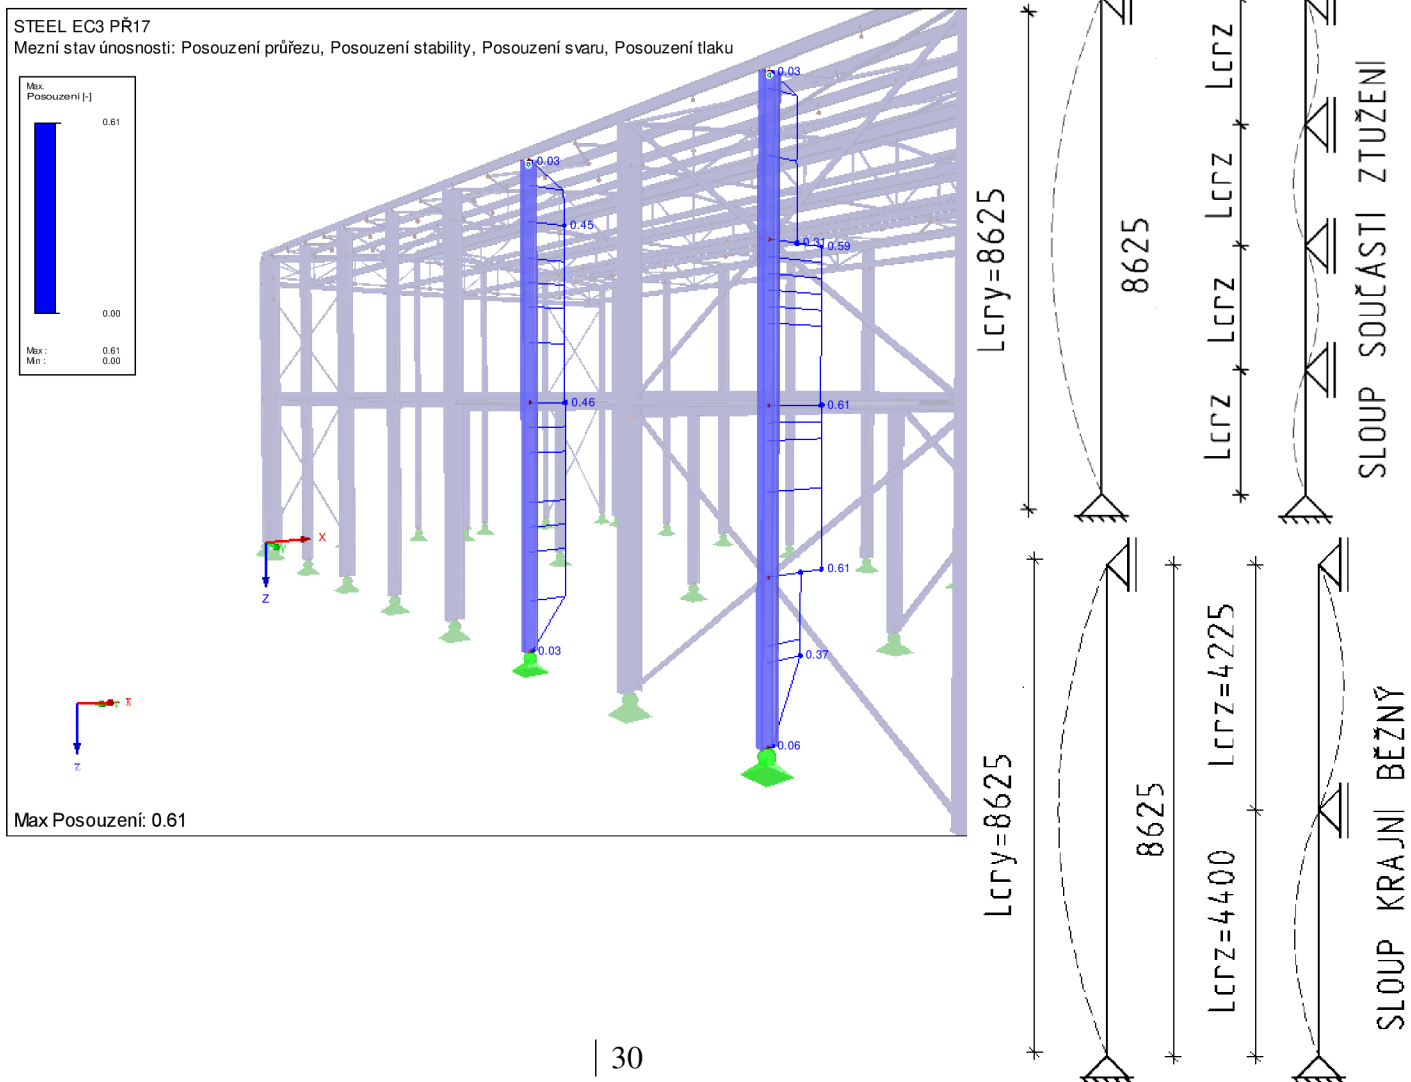 STEEL EC3 PŘ17
Mezní stav únosnosti: Posouzení průřezu, Posouzení stability, Posouzení svaru, Posouzení tlaku
Max.
Posouzení [-]
0.61
0.00
Max : 0.61
Min : 0.00
0.03
0.45
0.46
0.03
0.03
0.31
0.59
0.61
0.61
0.37
0.06
X
Y
Z
Z
Max Posouzení: 0.61
Lcry=8625
8625
Lcrz
Lcrz
Lcrz
Lcrz
SLOUP SOUČÁSTÍ ZTUŽENÍ
Lcry=8625
8625
Lcrz=4225
Lcrz=4400
SLOUP KRAJNÍ BĚŽNÝ
30